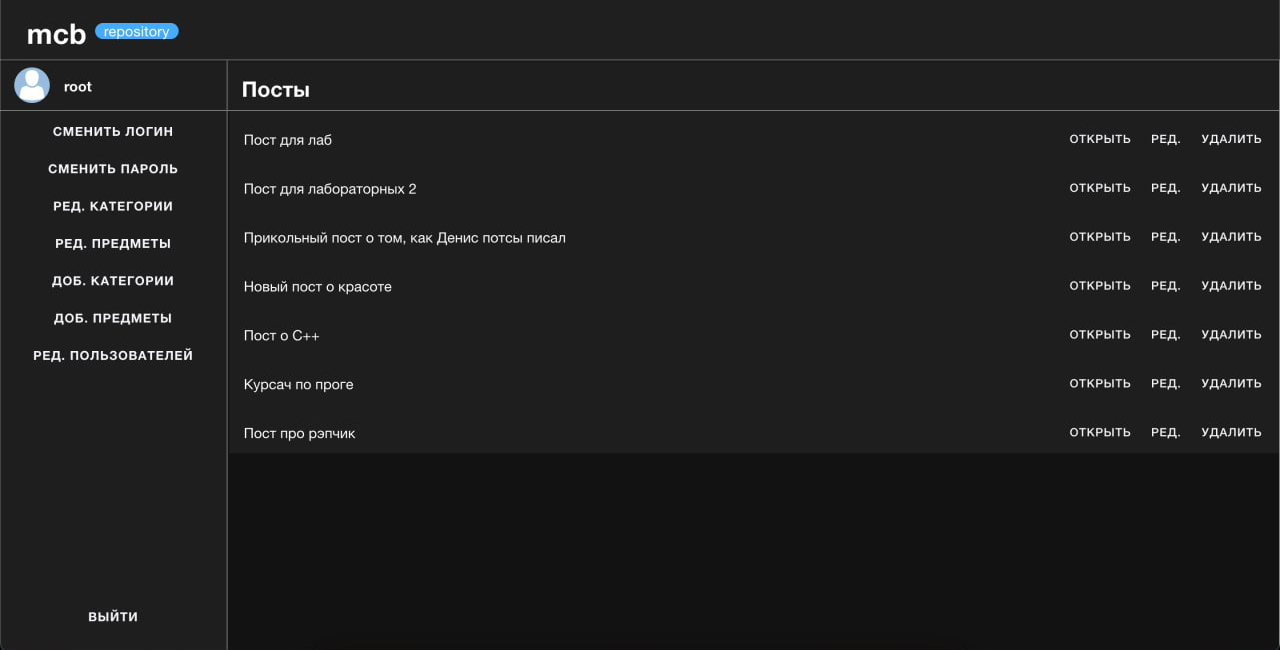 mcb repository
root
Посты
СМЕНИТЬ ЛОГИН
СМЕНИТЬ ПАРОЛЬ
РЕД. КАТЕГОРИИ
РЕД. ПРЕДМЕТЫ
ДОБ. КАТЕГОРИИ
ДОБ. ПРЕДМЕТЫ
РЕД. ПОЛЬЗОВАТЕЛЕЙ
ВЫЙТИ
Пост для лаб ОТКРЫТЬ РЕД. УДАЛИТЬ
Пост для лабораторных 2 ОТКРЫТЬ РЕД. УДАЛИТЬ
Прикольный пост о том, как Денис потсы писал ОТКРЫТЬ РЕД. УДАЛИТЬ
Новый пост о красоте ОТКРЫТЬ РЕД. УДАЛИТЬ
Пост о C++ ОТКРЫТЬ РЕД. УДАЛИТЬ
Курсач по проге ОТКРЫТЬ РЕД. УДАЛИТЬ
Пост про рэпчик ОТКРЫТЬ РЕД. УДАЛИТЬ